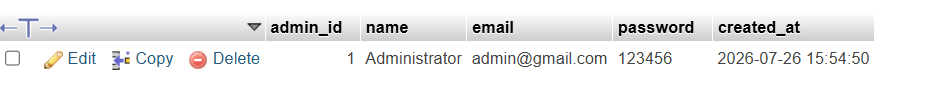 admin_id name email password created_at
Edit Copy Delete 1 Administrator admin@gmail.com 123456 2026-07-26 15:54:50